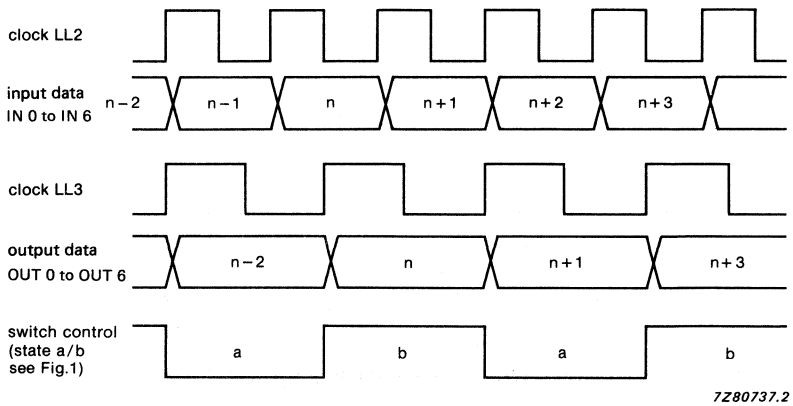 clock LL2
input data
IN 0 to IN 6
n−2 n−1 n n+1 n+2 n+3
clock LL3
output data
OUT 0 to OUT 6
n−2 n n+1 n+3
switch control
(state a/b
see Fig.1)
a b a b
7Z80737.2